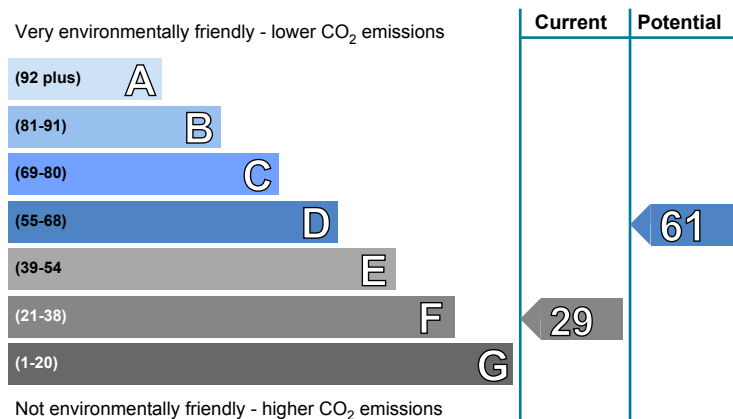 Current Potential
Very environmentally friendly - lower CO2 emissions
(92 plus) A
(81-91) B
(69-80) C
(55-68) D 61
(39-54 E
(21-38) F 29
(1-20) G
Not environmentally friendly - higher CO2 emissions